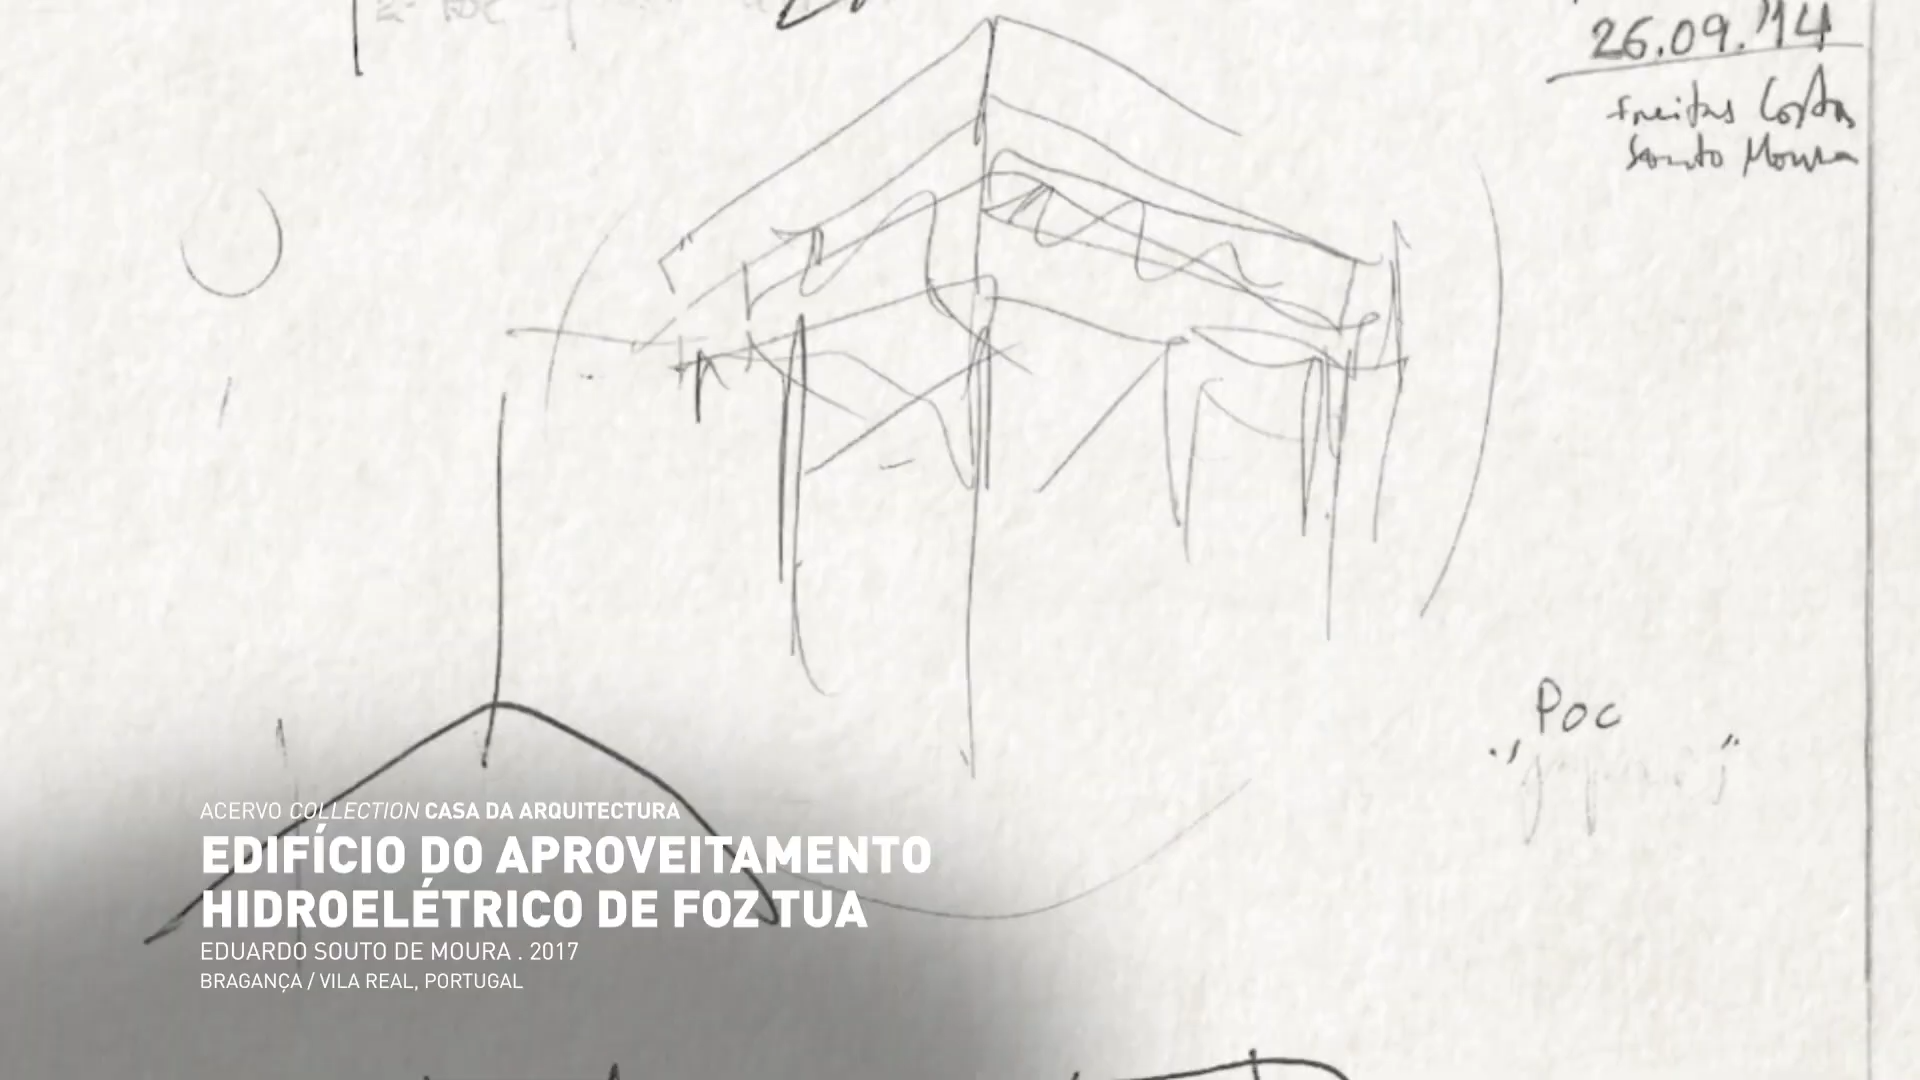 26.09.'14
Freitas Costa
Souto Moura
Poc
ACERVO COLLECTION CASA DA ARQUITECTURA
EDIFÍCIO DO APROVEITAMENTO
HIDROELÉTRICO DE FOZ TUA
EDUARDO SOUTO DE MOURA . 2017
BRAGANÇA / VILA REAL, PORTUGAL